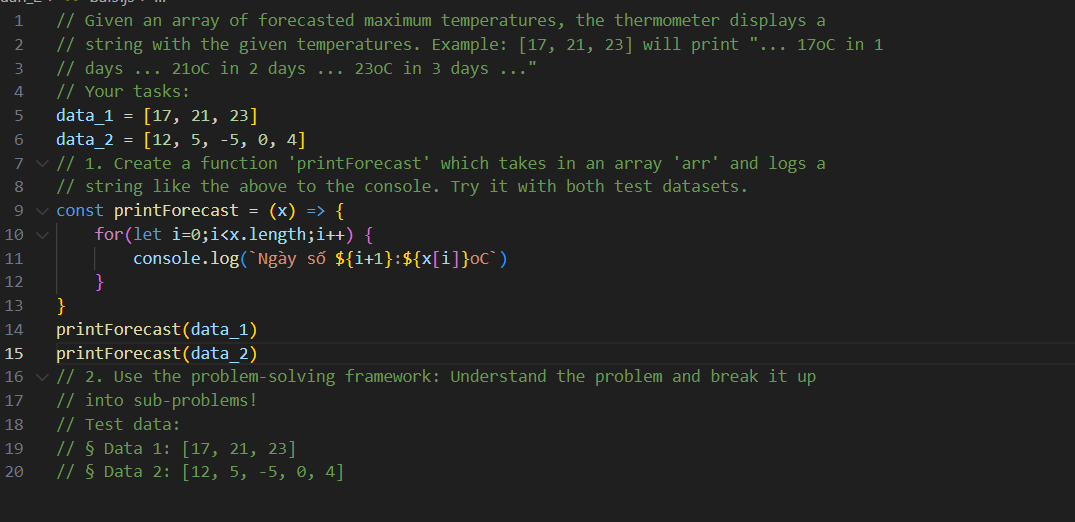 1 // Given an array of forecasted maximum temperatures, the thermometer displays a
2 // string with the given temperatures. Example: [17, 21, 23] will print "... 17oC in 1
3 // days ... 21oC in 2 days ... 23oC in 3 days ..."
4 // Your tasks:
5 data_1 = [17, 21, 23]
6 data_2 = [12, 5, -5, 0, 4]
7 // 1. Create a function 'printForecast' which takes in an array 'arr' and logs a
8 // string like the above to the console. Try it with both test datasets.
9 const printForecast = (x) => {
10     for(let i=0;i<x.length;i++) {
11         console.log(`Ngày số ${i+1}:${x[i]}oC`)
12     }
13 }
14 printForecast(data_1)
15 printForecast(data_2)
16 // 2. Use the problem-solving framework: Understand the problem and break it up
17 // into sub-problems!
18 // Test data:
19 // § Data 1: [17, 21, 23]
20 // § Data 2: [12, 5, -5, 0, 4]